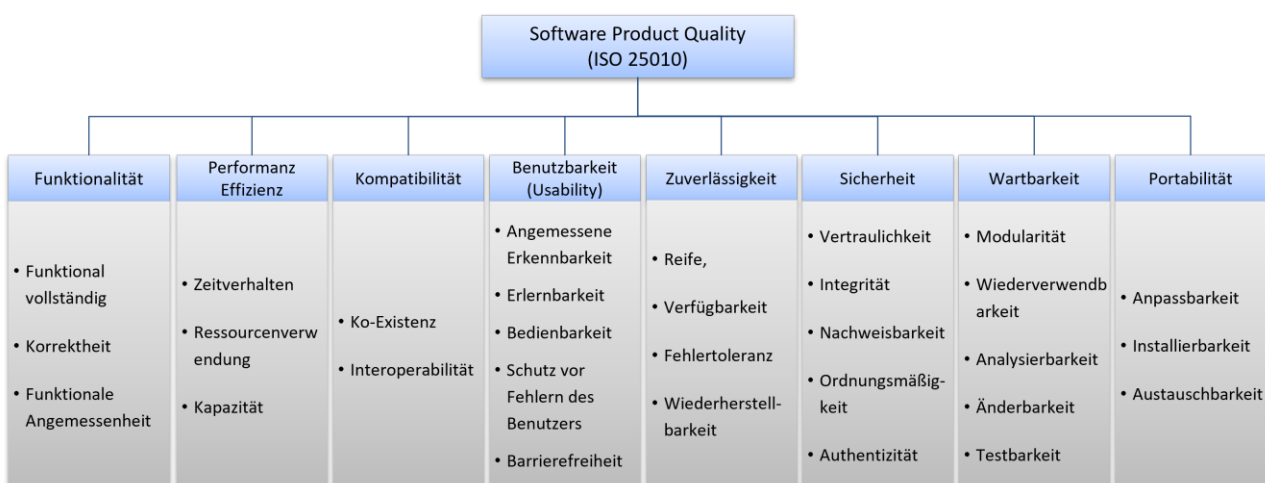 Software Product Quality
(ISO 25010)
Funktionalität
• Funktional
vollständig
• Korrektheit
• Funktionale
Angemessenheit
Performanz
Effizienz
• Zeitverhalten
• Ressourcenverw
endung
• Kapazität
Kompatibilität
• Ko-Existenz
• Interoperabilität
Benutzbarkeit
(Usability)
• Angemessene
Erkennbarkeit
• Erlernbarkeit
• Bedienbarkeit
• Schutz vor
Fehlern des
Benutzers
• Barrierefreiheit
Zuverlässigkeit
• Reife,
• Verfügbarkeit
• Fehlertoleranz
• Wiederherstell-
barkeit
Sicherheit
• Vertraulichkeit
• Integrität
• Nachweisbarkeit
• Ordnungsmäßig-
keit
• Authentizität
Wartbarkeit
• Modularität
• Wiederverwendb
arkeit
• Analysierbarkeit
• Änderbarkeit
• Testbarkeit
Portabilität
• Anpassbarkeit
• Installierbarkeit
• Austauschbarkeit